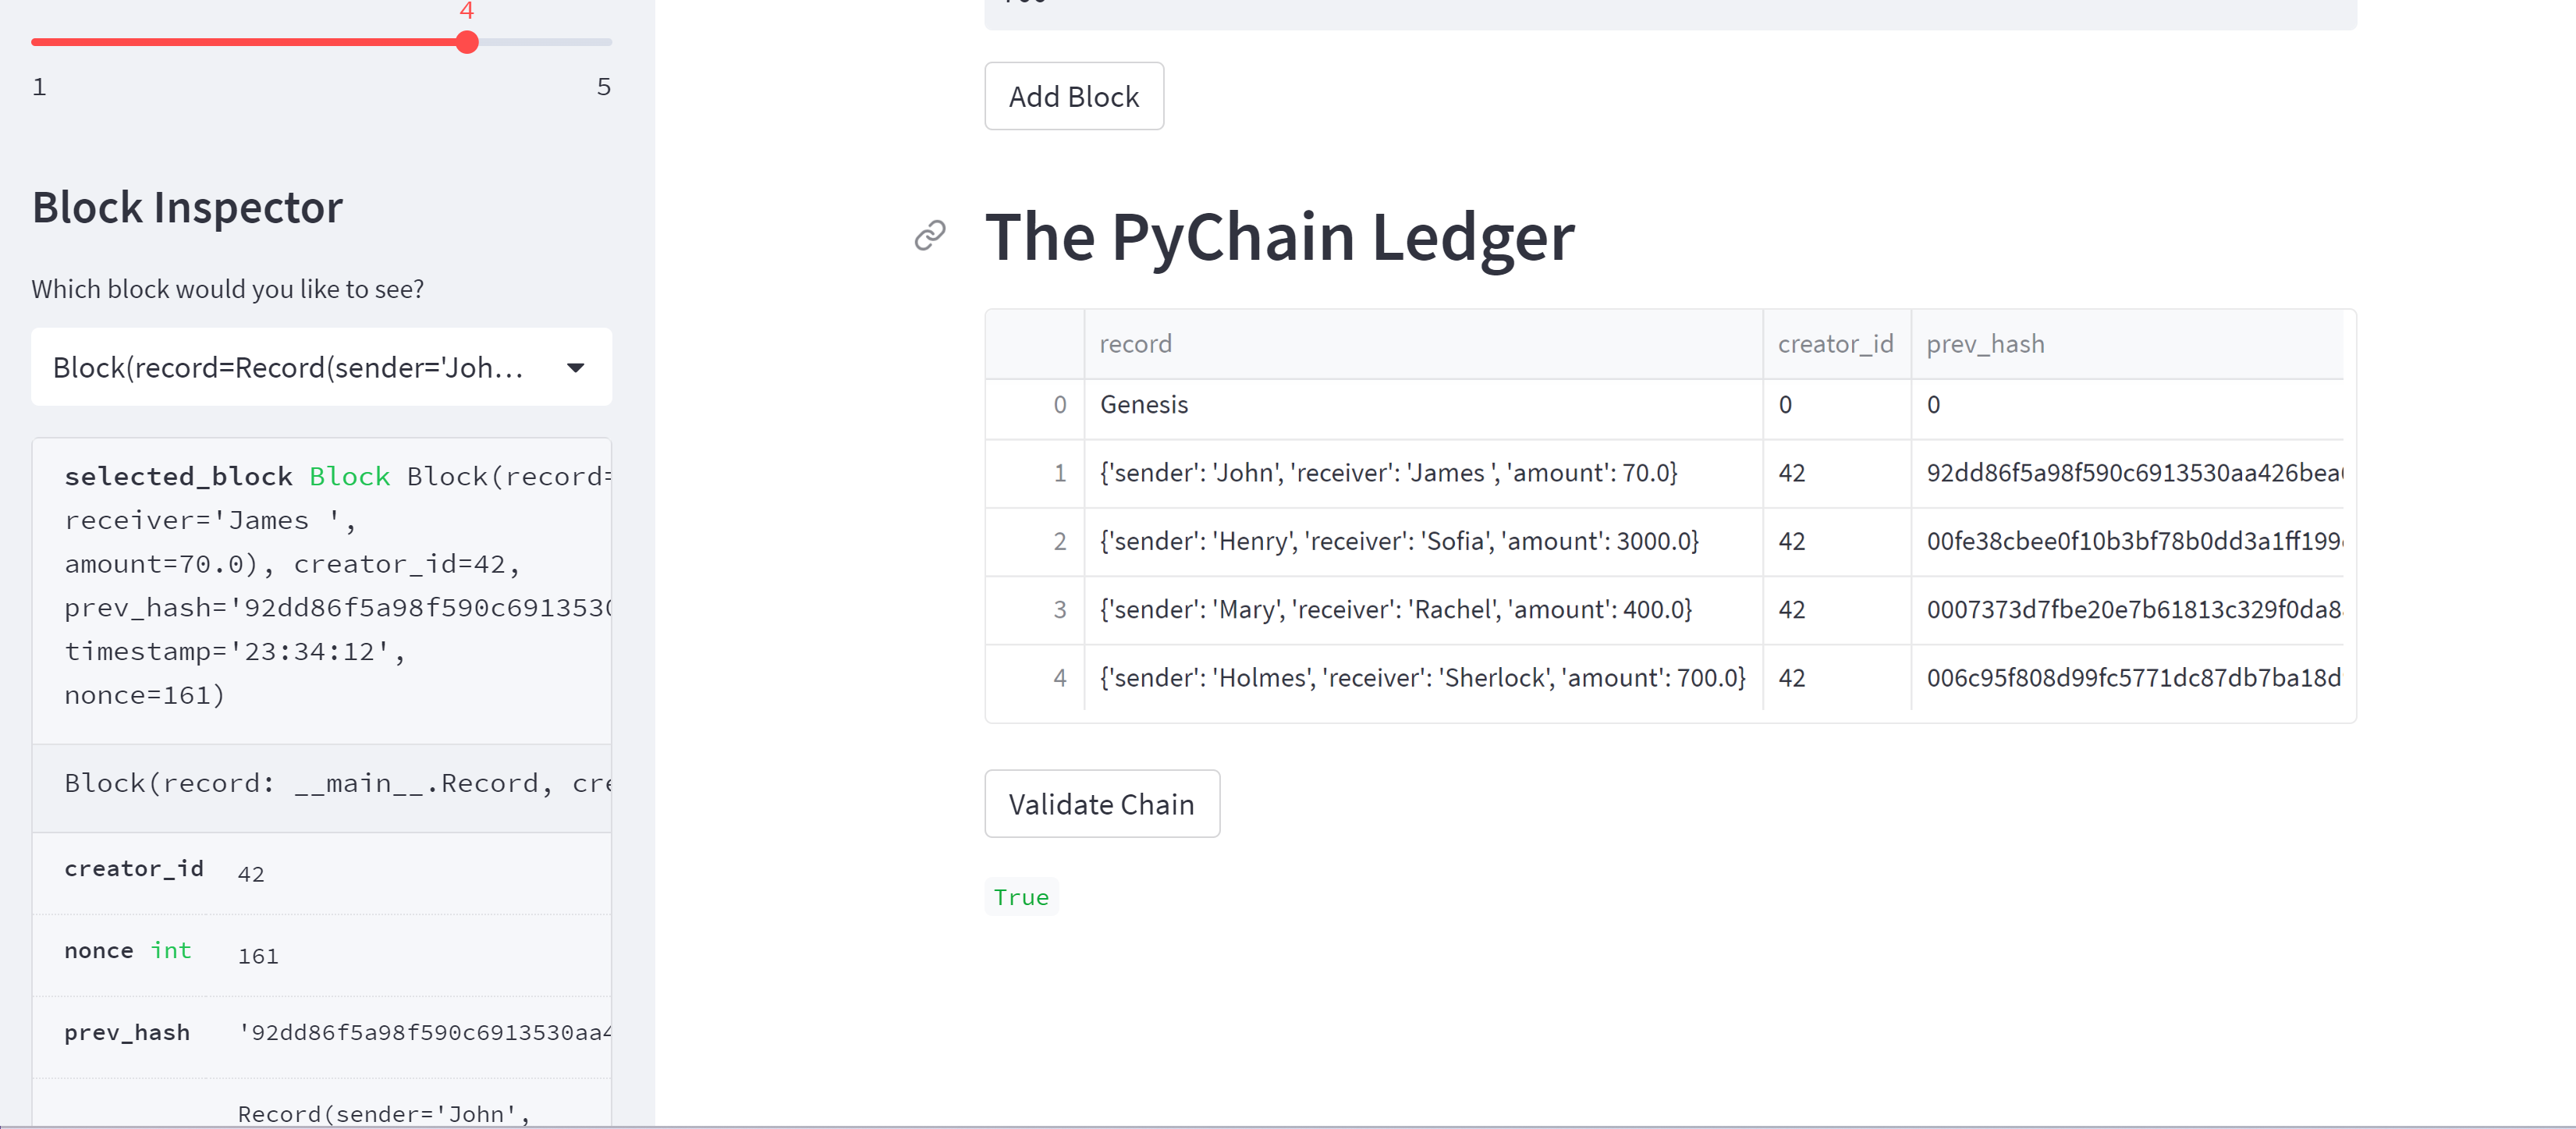 4
1 5
Block Inspector
Which block would you like to see?
Block(record=Record(sender='Joh...
selected_block Block Block(record=
receiver='James ',
amount=70.0), creator_id=42,
prev_hash='92dd86f5a98f590c6913530
timestamp='23:34:12',
nonce=161)
Block(record: __main__.Record, cre
creator_id 42
nonce int 161
prev_hash '92dd86f5a98f590c6913530aa4
Record(sender='John',
Add Block
The PyChain Ledger
record creator_id prev_hash
0 Genesis 0 0
1 {'sender': 'John', 'receiver': 'James ', 'amount': 70.0} 42 92dd86f5a98f590c6913530aa426bea
2 {'sender': 'Henry', 'receiver': 'Sofia', 'amount': 3000.0} 42 00fe38cbee0f10b3bf78b0dd3a1ff199
3 {'sender': 'Mary', 'receiver': 'Rachel', 'amount': 400.0} 42 0007373d7fbe20e7b61813c329f0da8
4 {'sender': 'Holmes', 'receiver': 'Sherlock', 'amount': 700.0} 42 006c95f808d99fc5771dc87db7ba18d
Validate Chain
True